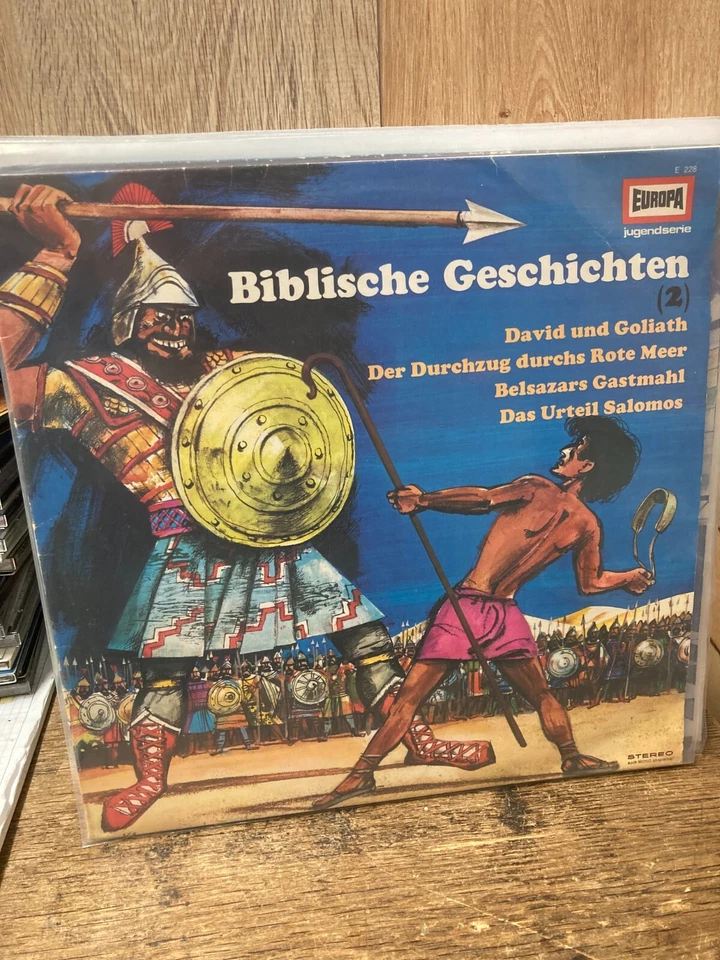 E 228
EUROPA
jugendserie
Biblische Geschichten
(2)
David und Goliath
Der Durchzug durchs Rote Meer
Belsazars Gastmahl
Das Urteil Salomos
STEREO